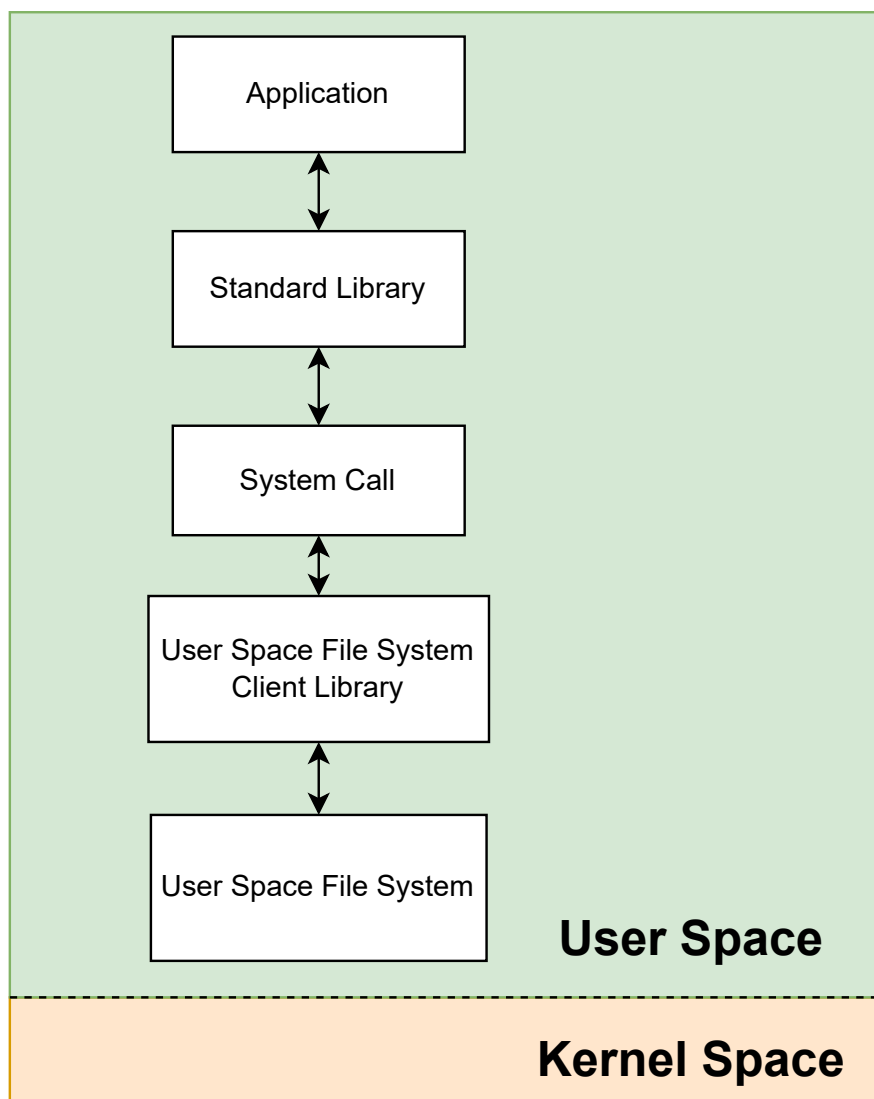 Application
Standard Library
System Call
User Space File System
Client Library
User Space File System
User Space
Kernel Space